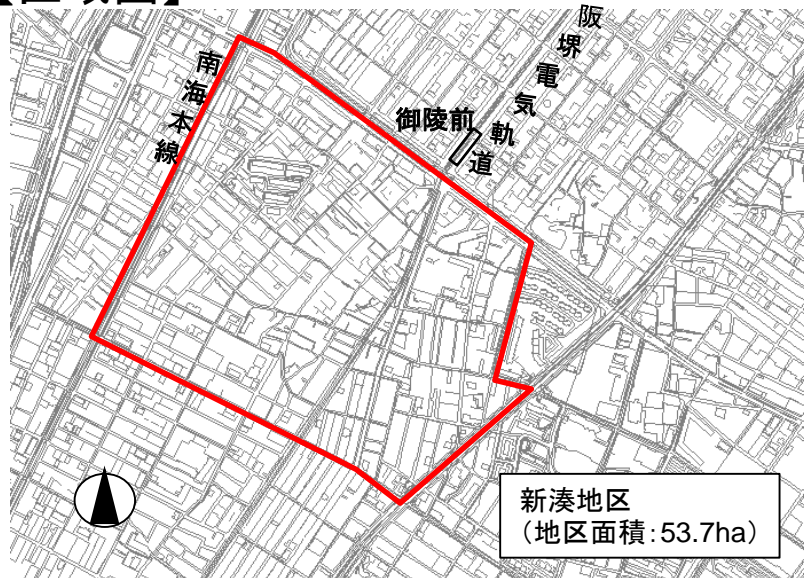 【区域図】
南海本線
御陵前
阪堺電気軌道
新湊地区
(地区面積:53.7ha)